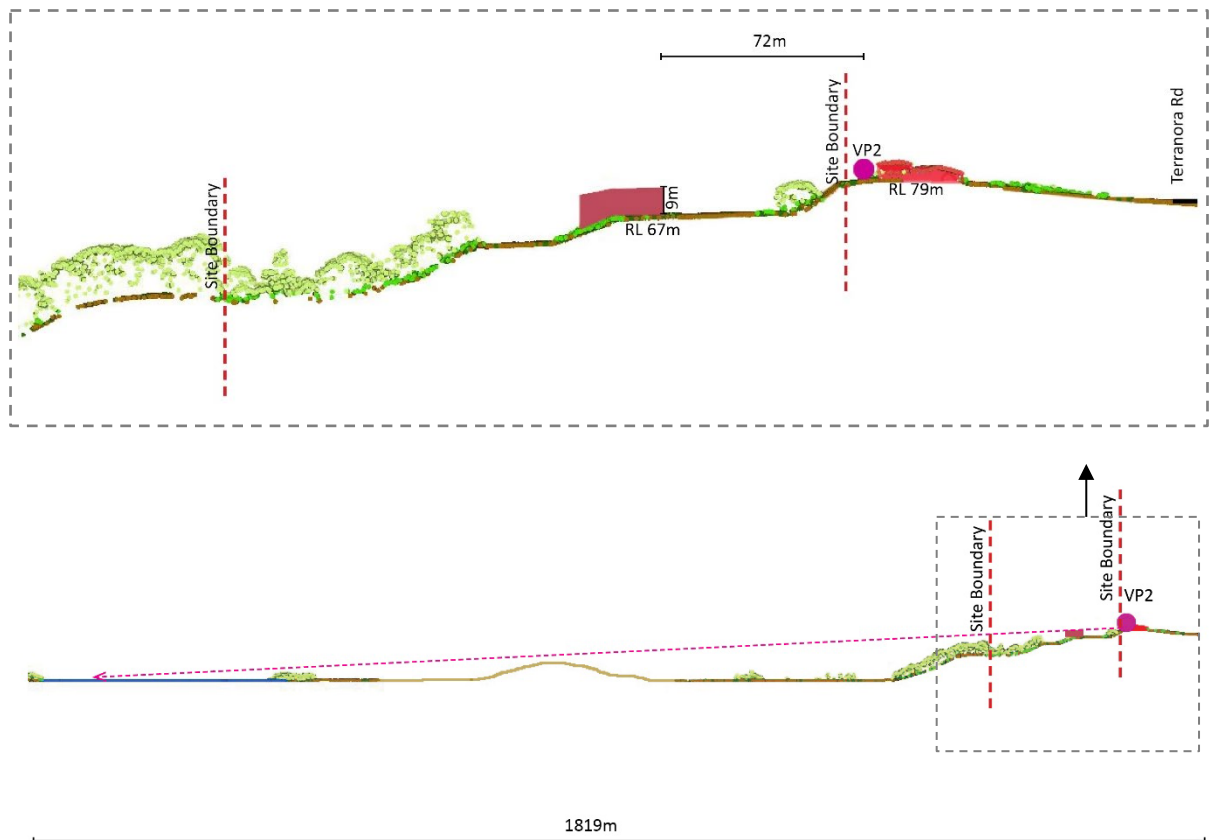 72m
Site Boundary
Terranora Rd
VP2
RL 79m
9m
RL 67m
Site Boundary
Site Boundary
Site Boundary
VP2
1819m